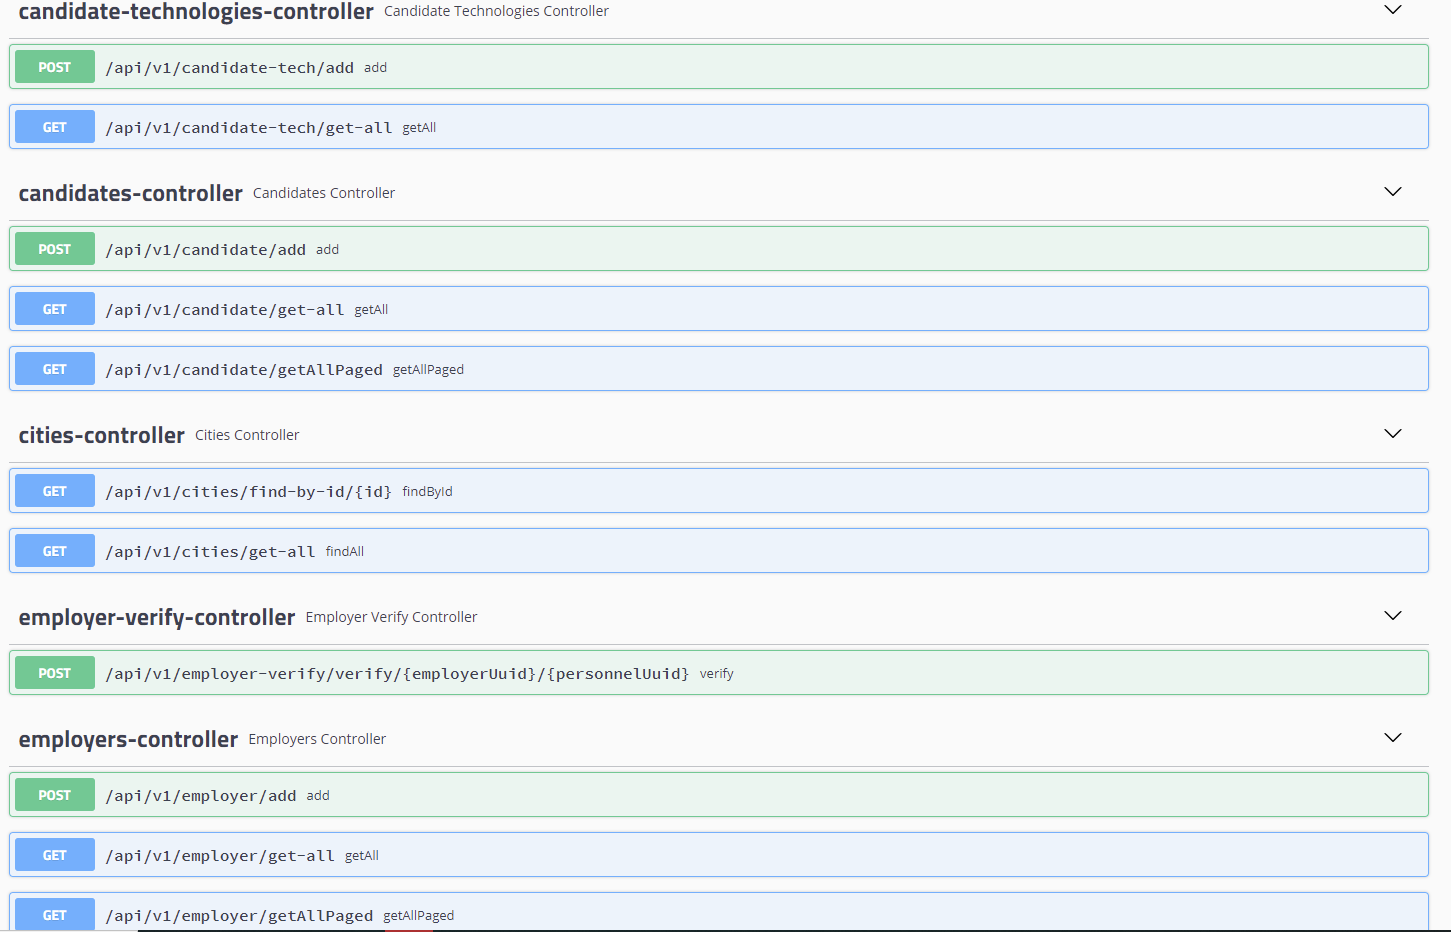 candidate-technologies-controller Candidate Technologies Controller
POST /api/v1/candidate-tech/add add
GET /api/v1/candidate-tech/get-all getAll
candidates-controller Candidates Controller
POST /api/v1/candidate/add add
GET /api/v1/candidate/get-all getAll
GET /api/v1/candidate/getAllPaged getAllPaged
cities-controller Cities Controller
GET /api/v1/cities/find-by-id/{id} findById
GET /api/v1/cities/get-all findAll
employer-verify-controller Employer Verify Controller
POST /api/v1/employer-verify/verify/{employerUuid}/{personnelUuid} verify
employers-controller Employers Controller
POST /api/v1/employer/add add
GET /api/v1/employer/get-all getAll
GET /api/v1/employer/getAllPaged getAllPaged